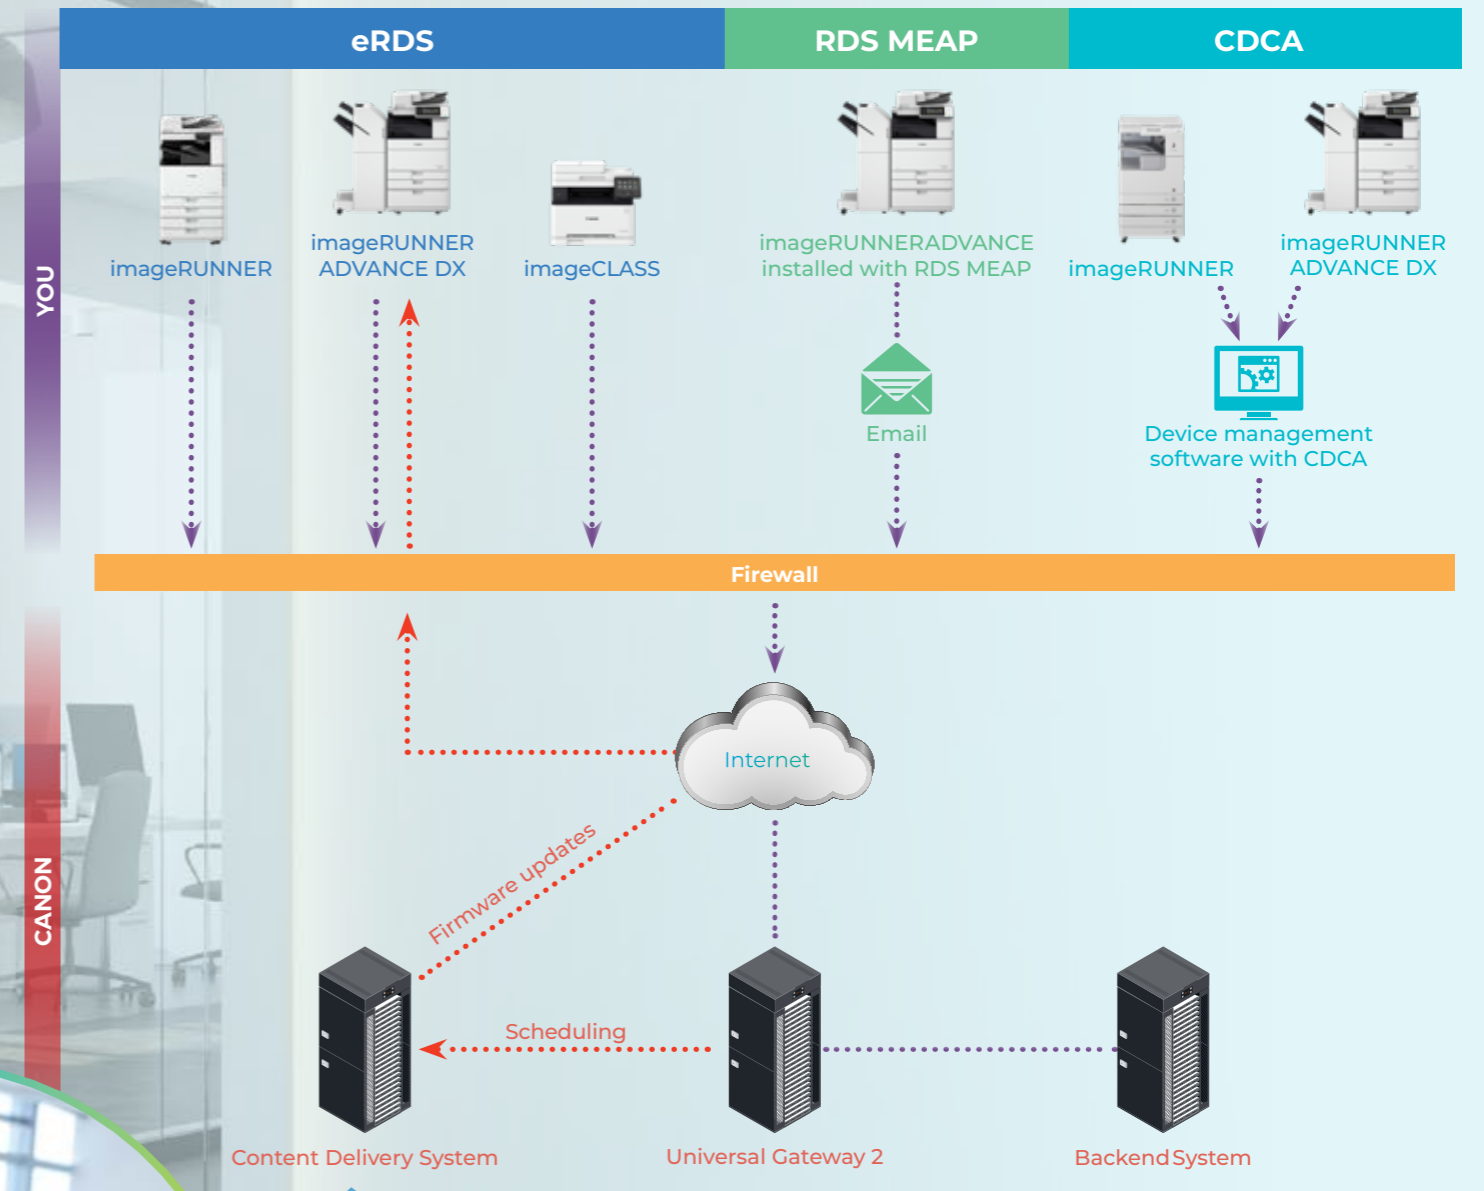 eRDS
RDS MEAP
CDCA
YOU
imageRUNNER
imageRUNNER
ADVANCE DX
imageCLASS
imageRUNNERADVANCE
installed with RDS MEAP
imageRUNNER
imageRUNNER
ADVANCE DX
Email
Device management
software with CDCA
Firewall
Internet
CANON
Firmware updates
Scheduling
Content Delivery System
Universal Gateway 2
Backend System